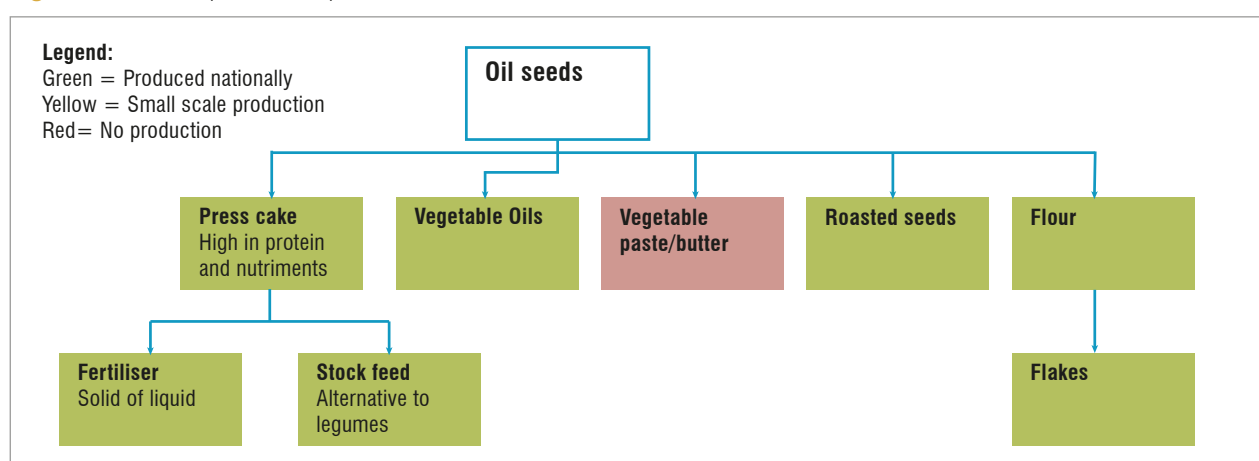 Legend:
Green = Produced nationally
Yellow = Small scale production
Red= No production
Oil seeds
Press cake
High in protein
and nutriments
Vegetable Oils
Vegetable
paste/butter
Roasted seeds
Flour
Fertiliser
Solid of liquid
Stock feed
Alternative to
legumes
Flakes